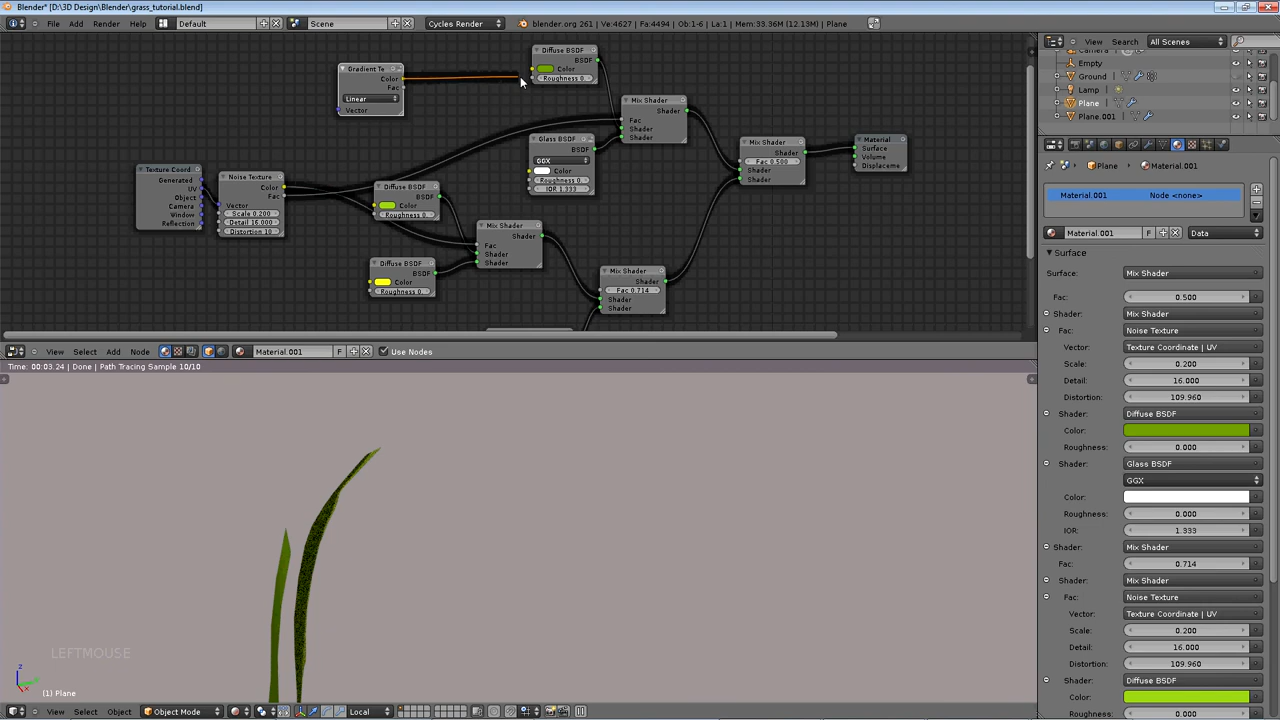 Blender* [D:\3D Design\Blender\grass_tutorial.blend]
File Add Render Help Default Scene Cycles Render blender.org 261 | Ve:4627 | Fa:4494 | Ob:1-6 | La:1 | Mem:33.36M (12.13M) | Plane
View Search All Scenes
Camera
Empty
Ground
Lamp
Plane
Plane.001
Gradient Te
Color
Fac
Linear
Vector
Diffuse BSDF
BSDF
Color
Roughness 0.
Mix Shader
Shader
Fac
Shader
Shader
Glass BSDF
BSDF
GGX
Color
Roughness 0.
IOR 1.333
Mix Shader
Shader
Fac 0.500
Shader
Shader
Material
Surface
Volume
Displaceme
Texture Coord
Generated
UV
Object
Camera
Window
Reflection
Noise Texture
Color
Fac
Vector
Scale 0.200
Detail 16.000
Distortion 10
Diffuse BSDF
BSDF
Color
Roughness 0.
Mix Shader
Shader
Fac
Shader
Shader
Diffuse BSDF
BSDF
Color
Roughness 0.
Mix Shader
Shader
Fac 0.714
Shader
Shader
View Select Add Node Material.001 F Use Nodes
Time: 00:03.24 | Done | Path Tracing Sample 10/10
LEFTMOUSE
(1) Plane
View Select Object Object Mode Local
Plane Material.001
Material.001 Node <none>
Material.001 F Data
Surface
Surface: Mix Shader
Fac: 0.500
Shader: Mix Shader
Fac: Noise Texture
Vector: Texture Coordinate | UV
Scale: 0.200
Detail: 16.000
Distortion: 109.960
Shader: Diffuse BSDF
Color:
Roughness: 0.000
Shader: Glass BSDF
GGX
Color:
Roughness: 0.000
IOR: 1.333
Shader: Mix Shader
Fac: 0.714
Shader: Mix Shader
Fac: Noise Texture
Vector: Texture Coordinate | UV
Scale: 0.200
Detail: 16.000
Distortion: 109.960
Shader: Diffuse BSDF
Color:
Roughness: 0.000